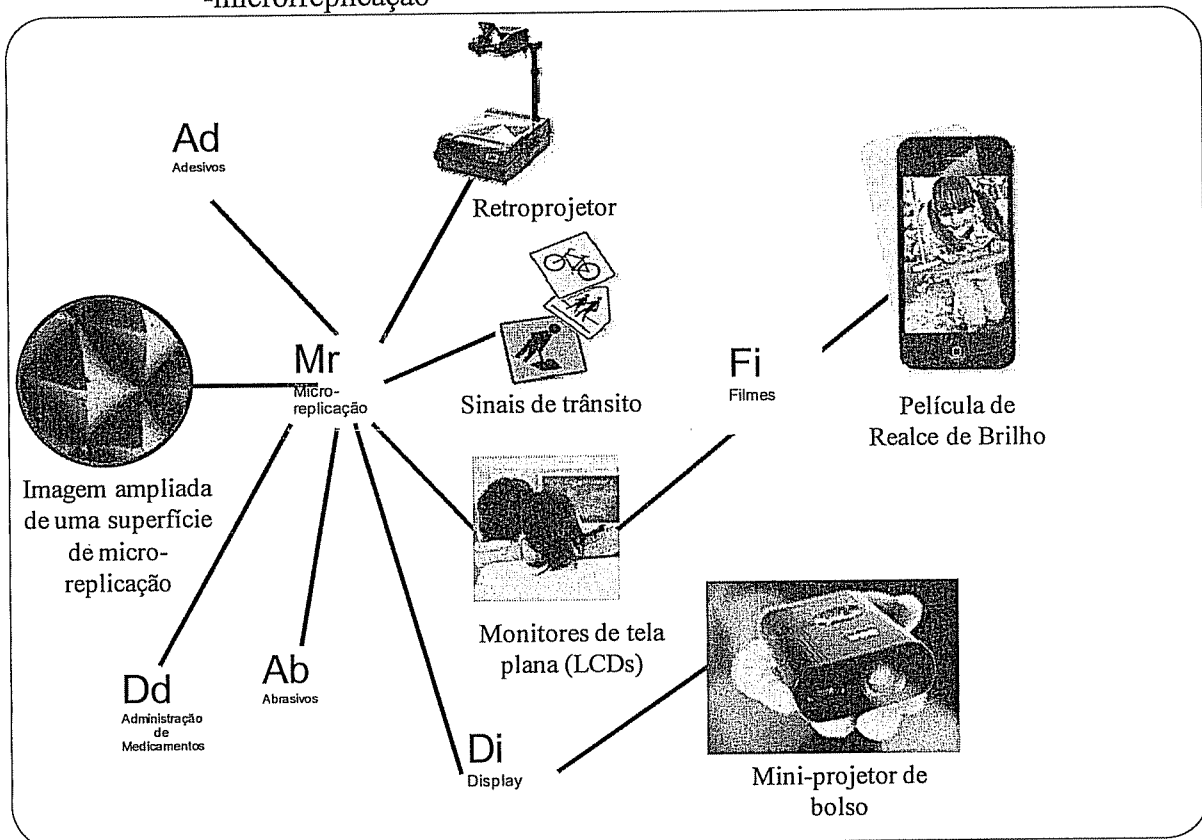 -microrreplicação
Ad
Adesivos
Retroprojetor
Mr
Micro-
replicação
Sinais de trânsito
Fi
Filmes
Película de
Realce de Brilho
Imagem ampliada
de uma superfície
de micro-
replicação
Monitores de tela
plana (LCDs)
Dd
Administração
de
Medicamentos
Ab
Abrasivos
Di
Display
Mini-projetor de
bolso